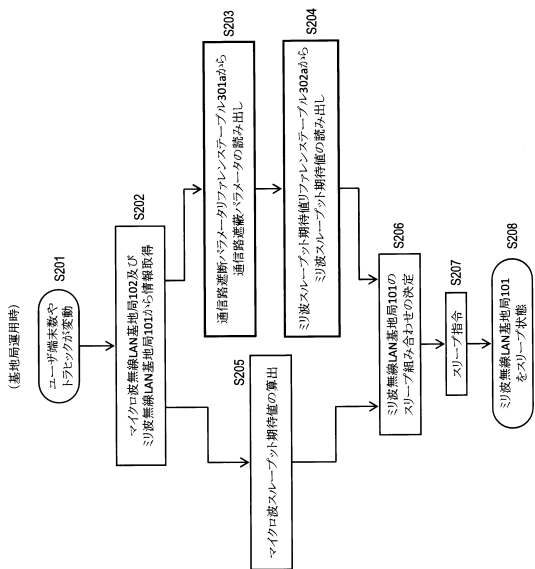 (基地局運用時)
S201
ユーザ端末数や
トラヒックが変動
S202
マイクロ波無線LAN基地局102及び
ミリ波無線LAN基地局101から情報取得
S203
通信路遮断パラメータリファレンステーブル301aから
通信路遮蔽パラメータの読み出し
S204
ミリ波スループット期待値リファレンステーブル302aから
ミリ波スループット期待値の読み出し
S205
マイクロ波スループット期待値の算出
S206
ミリ波無線LAN基地局101の
スリープ組み合わせの決定
S207
スリープ指令
S208
ミリ波無線LAN基地局101
をスリープ状態